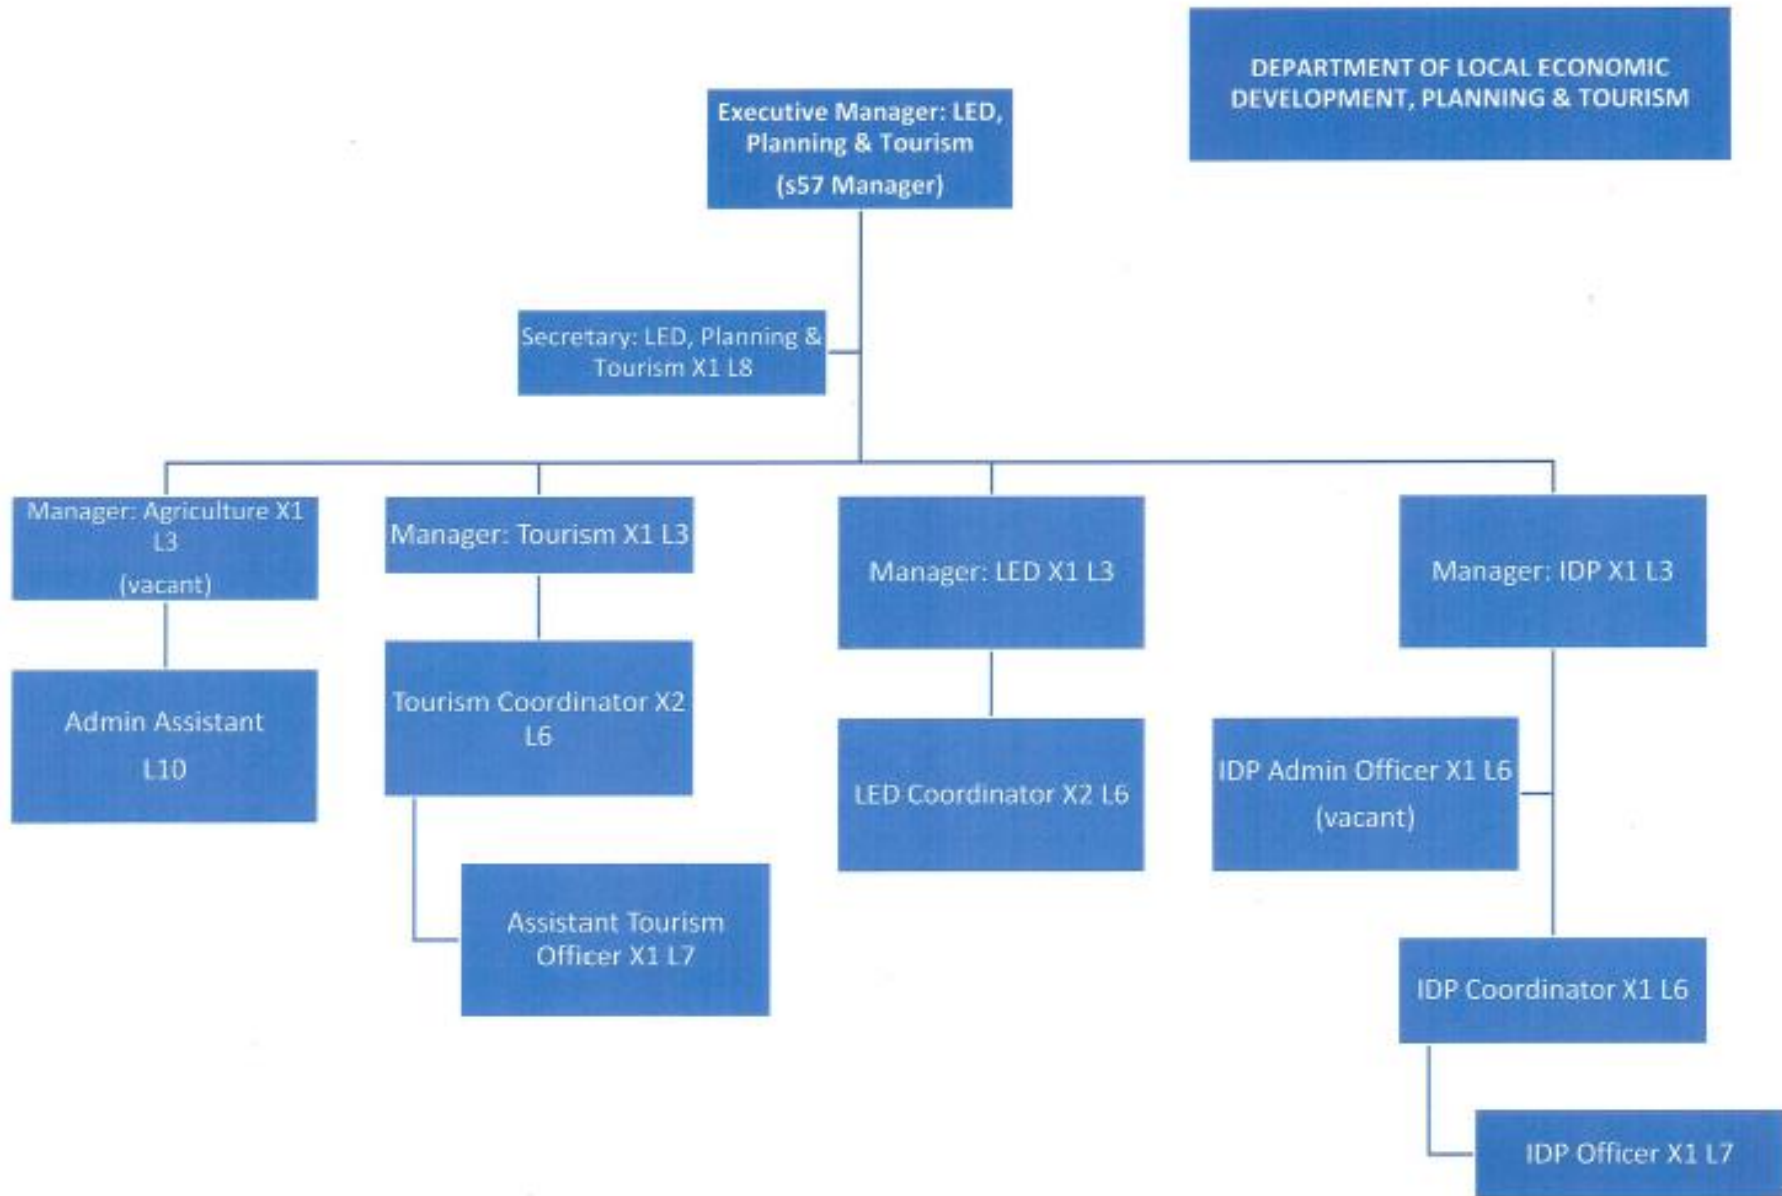 DEPARTMENT OF LOCAL ECONOMIC
DEVELOPMENT, PLANNING & TOURISM
Executive Manager: LED,
Planning & Tourism
(s57 Manager)
Secretary: LED, Planning &
Tourism X1 L8
Manager: Agriculture X1
L3
(vacant)
Manager: Tourism X1 L3
Manager: LED X1 L3
Manager: IDP X1 L3
Admin Assistant
L10
Tourism Coordinator X2
L6
LED Coordinator X2 L6
IDP Admin Officer X1 L6
(vacant)
Assistant Tourism
Officer X1 L7
IDP Coordinator X1 L6
IDP Officer X1 L7